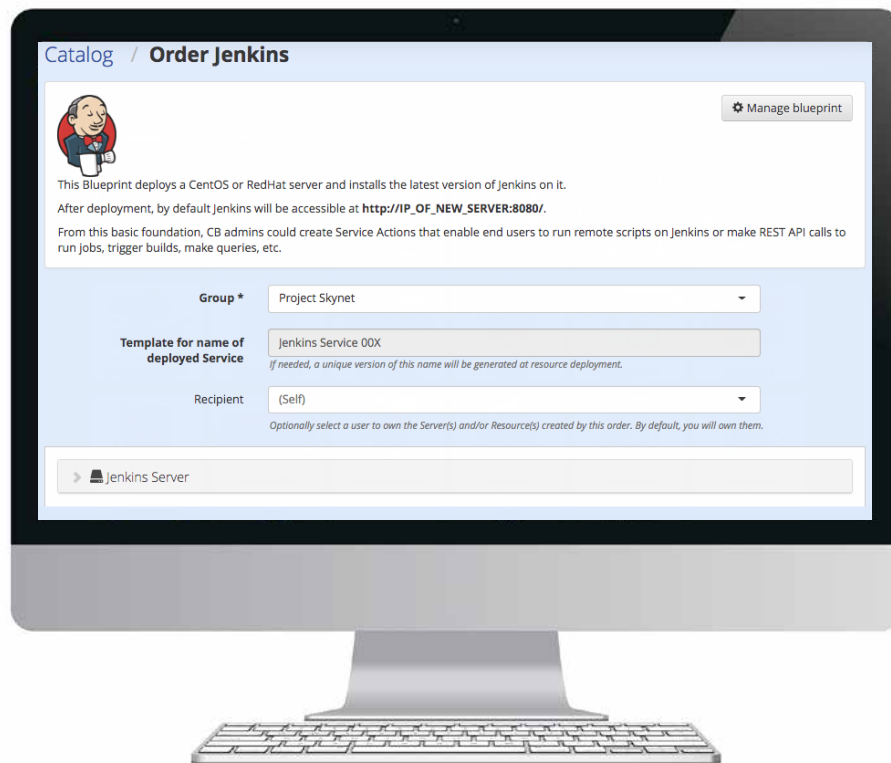 Catalog / Order Jenkins
Manage blueprint
This Blueprint deploys a CentOS or RedHat server and installs the latest version of Jenkins on it.
After deployment, by default Jenkins will be accessible at http://IP_OF_NEW_SERVER:8080/.
From this basic foundation, CB admins could create Service Actions that enable end users to run remote scripts on Jenkins or make REST API calls to
run jobs, trigger builds, make queries, etc.
Group * Project Skynet
Template for name of
deployed Service
Jenkins Service 00X
If needed, a unique version of this name will be generated at resource deployment.
Recipient (Self)
Optionally select a user to own the Server(s) and/or Resource(s) created by this order. By default, you will own them.
Jenkins Server